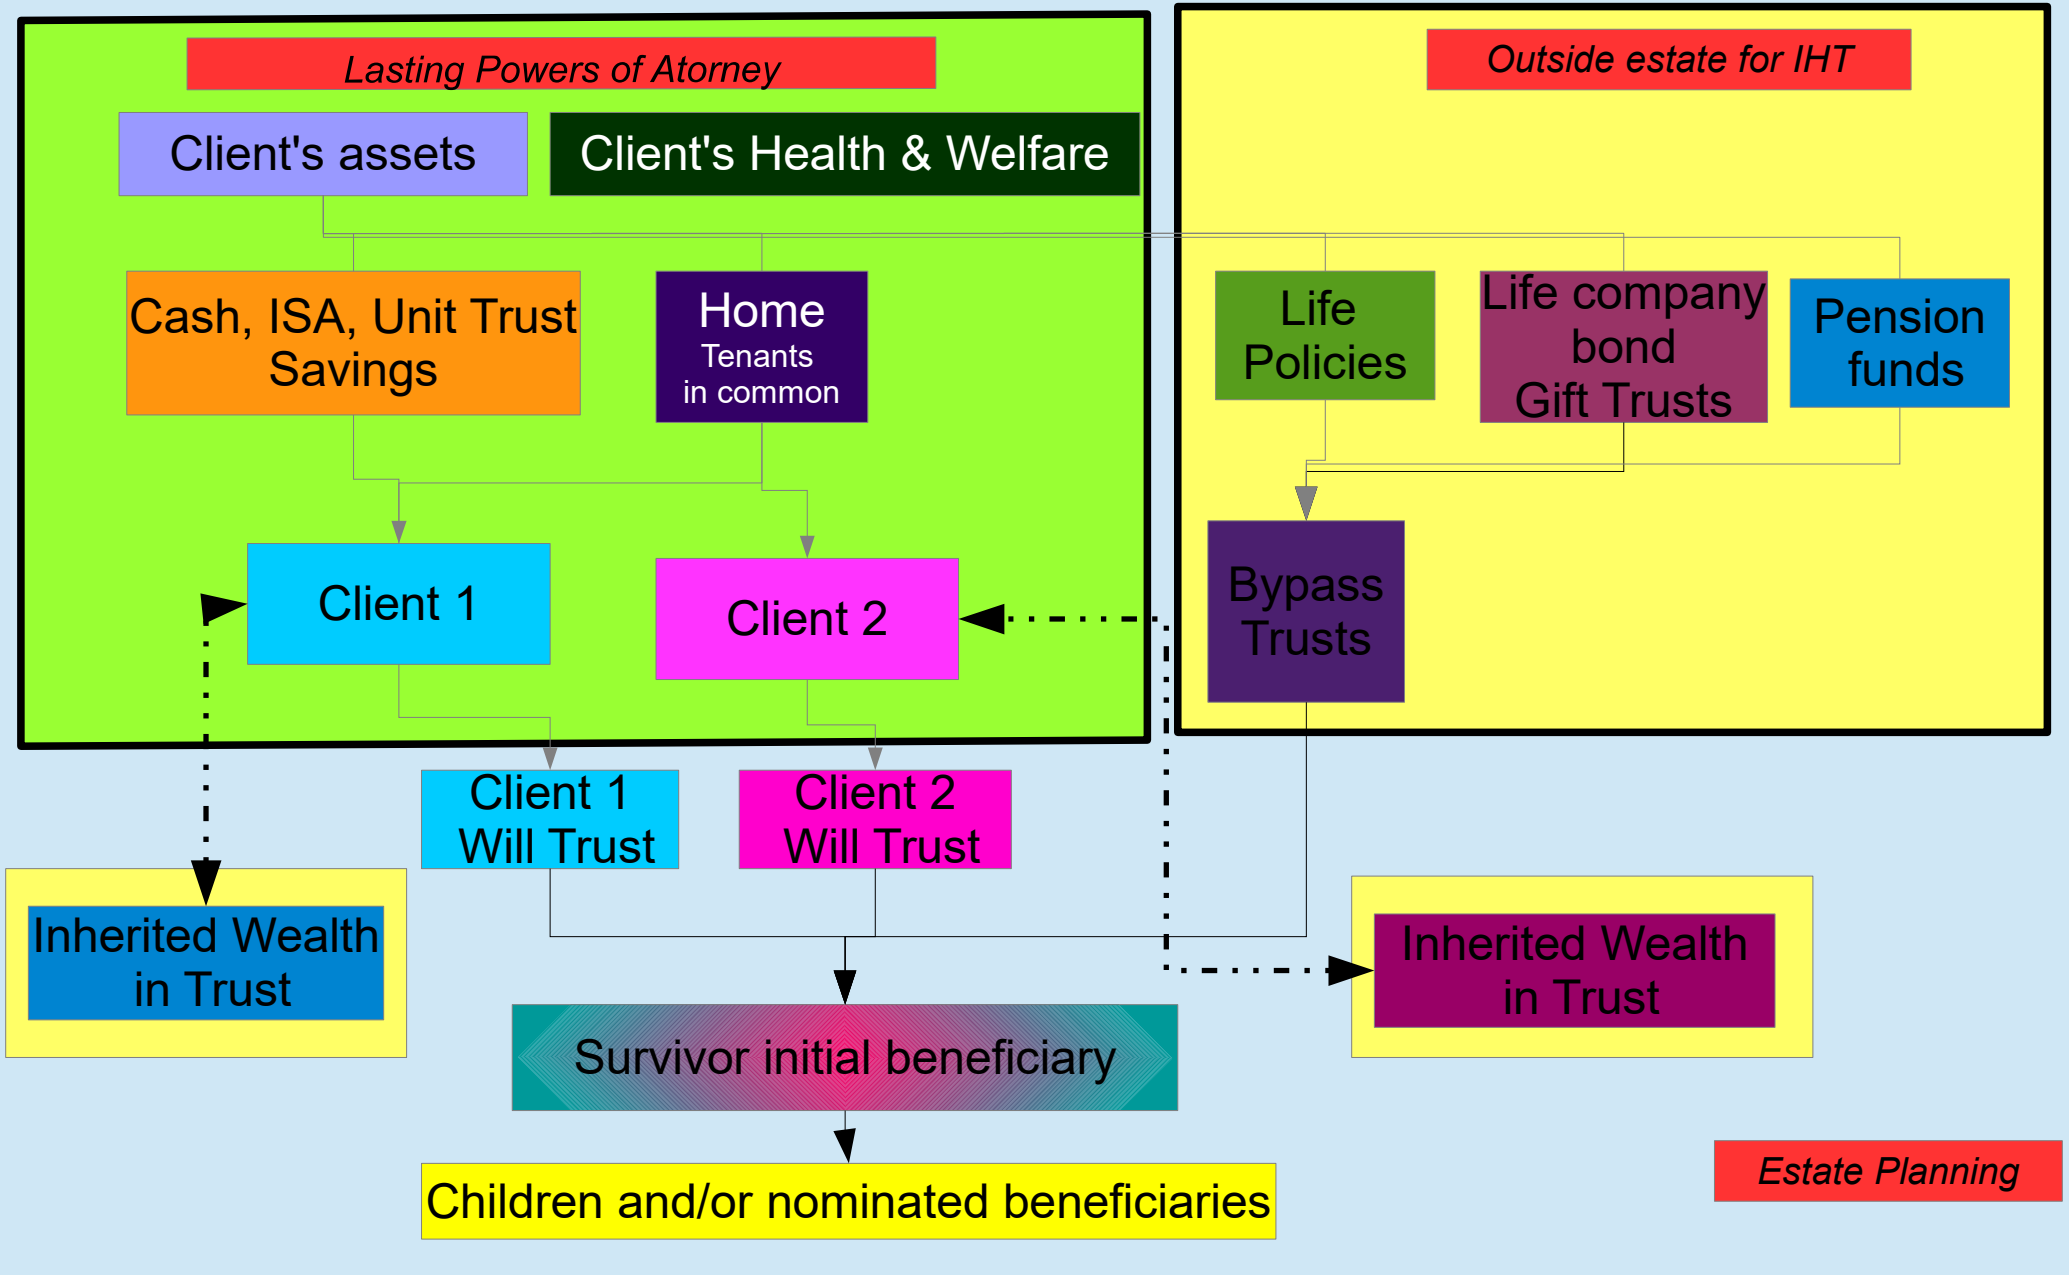 Lasting Powers of Atorney
Outside estate for IHT
Client's assets
Client's Health & Welfare
Cash, ISA, Unit Trust
Savings
Home
Tenants
in common
Life
Policies
Life company
bond
Gift Trusts
Pension
funds
Client 1
Client 2
Bypass
Trusts
Client 1
Will Trust
Client 2
Will Trust
Inherited Wealth
in Trust
Inherited Wealth
in Trust
Survivor initial beneficiary
Estate Planning
Children and/or nominated beneficiaries